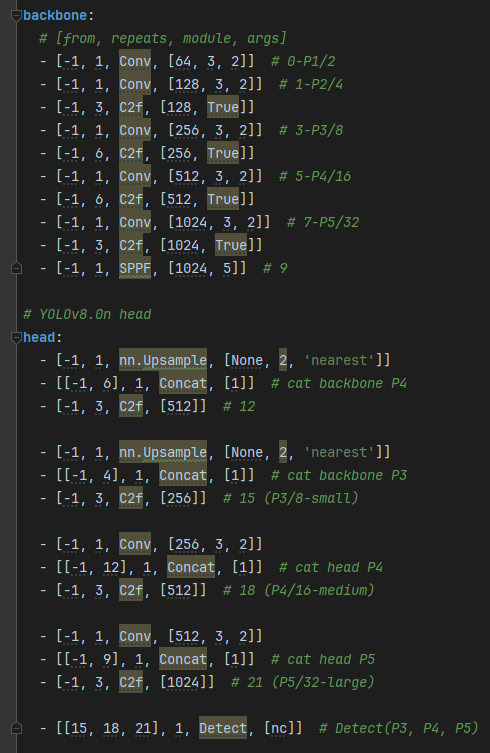 backbone:
  # [from, repeats, module, args]
  - [-1, 1, Conv, [64, 3, 2]]  # 0-P1/2
  - [-1, 1, Conv, [128, 3, 2]]  # 1-P2/4
  - [-1, 3, C2f, [128, True]]
  - [-1, 1, Conv, [256, 3, 2]]  # 3-P3/8
  - [-1, 6, C2f, [256, True]]
  - [-1, 1, Conv, [512, 3, 2]]  # 5-P4/16
  - [-1, 6, C2f, [512, True]]
  - [-1, 1, Conv, [1024, 3, 2]]  # 7-P5/32
  - [-1, 3, C2f, [1024, True]]
  - [-1, 1, SPPF, [1024, 5]]  # 9

# YOLOv8.0n head
head:
  - [-1, 1, nn.Upsample, [None, 2, 'nearest']]
  - [[-1, 6], 1, Concat, [1]]  # cat backbone P4
  - [-1, 3, C2f, [512]]  # 12

  - [-1, 1, nn.Upsample, [None, 2, 'nearest']]
  - [[-1, 4], 1, Concat, [1]]  # cat backbone P3
  - [-1, 3, C2f, [256]]  # 15 (P3/8-small)

  - [-1, 1, Conv, [256, 3, 2]]
  - [[-1, 12], 1, Concat, [1]]  # cat head P4
  - [-1, 3, C2f, [512]]  # 18 (P4/16-medium)

  - [-1, 1, Conv, [512, 3, 2]]
  - [[-1, 9], 1, Concat, [1]]  # cat head P5
  - [-1, 3, C2f, [1024]]  # 21 (P5/32-large)

  - [[15, 18, 21], 1, Detect, [nc]]  # Detect(P3, P4, P5)